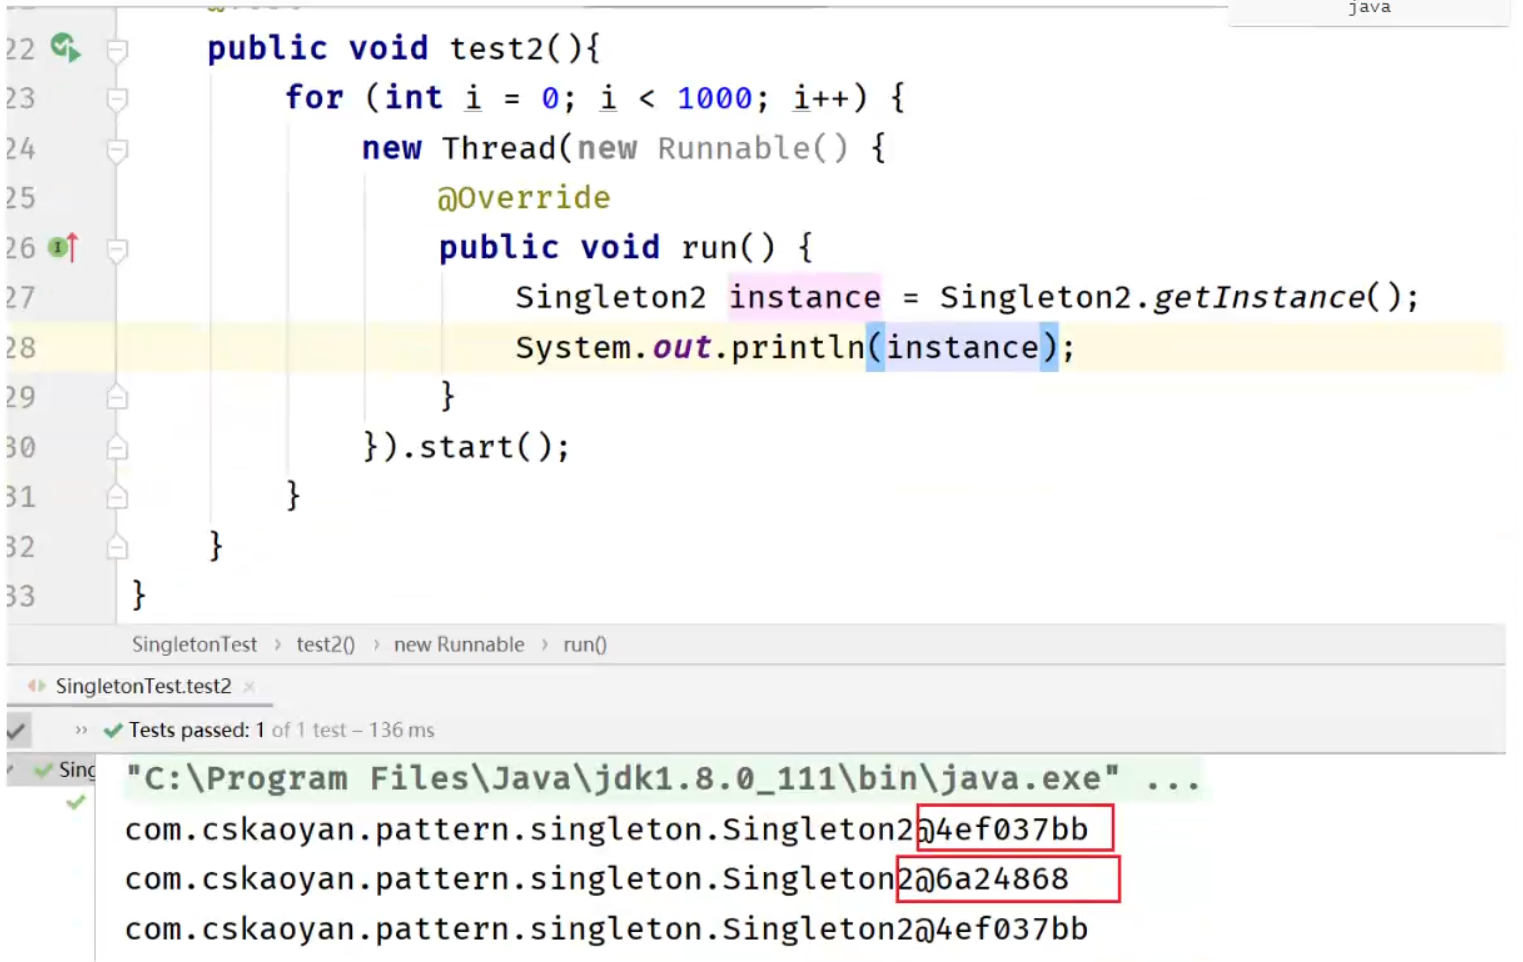 java
22 public void test2(){
23 for (int i = 0; i < 1000; i++) {
24 new Thread(new Runnable() {
25 @Override
26 public void run() {
27 Singleton2 instance = Singleton2.getInstance();
28 System.out.println(instance);
29 }
30 }).start();
31 }
32 }
33 }
SingletonTest › test2() › new Runnable › run()
SingletonTest.test2 ×
» Tests passed: 1 of 1 test – 136 ms
Sing
"C:\Program Files\Java\jdk1.8.0_111\bin\java.exe" ...
com.cskaoyan.pattern.singleton.Singleton2@4ef037bb
com.cskaoyan.pattern.singleton.Singleton2@6a24868
com.cskaoyan.pattern.singleton.Singleton2@4ef037bb